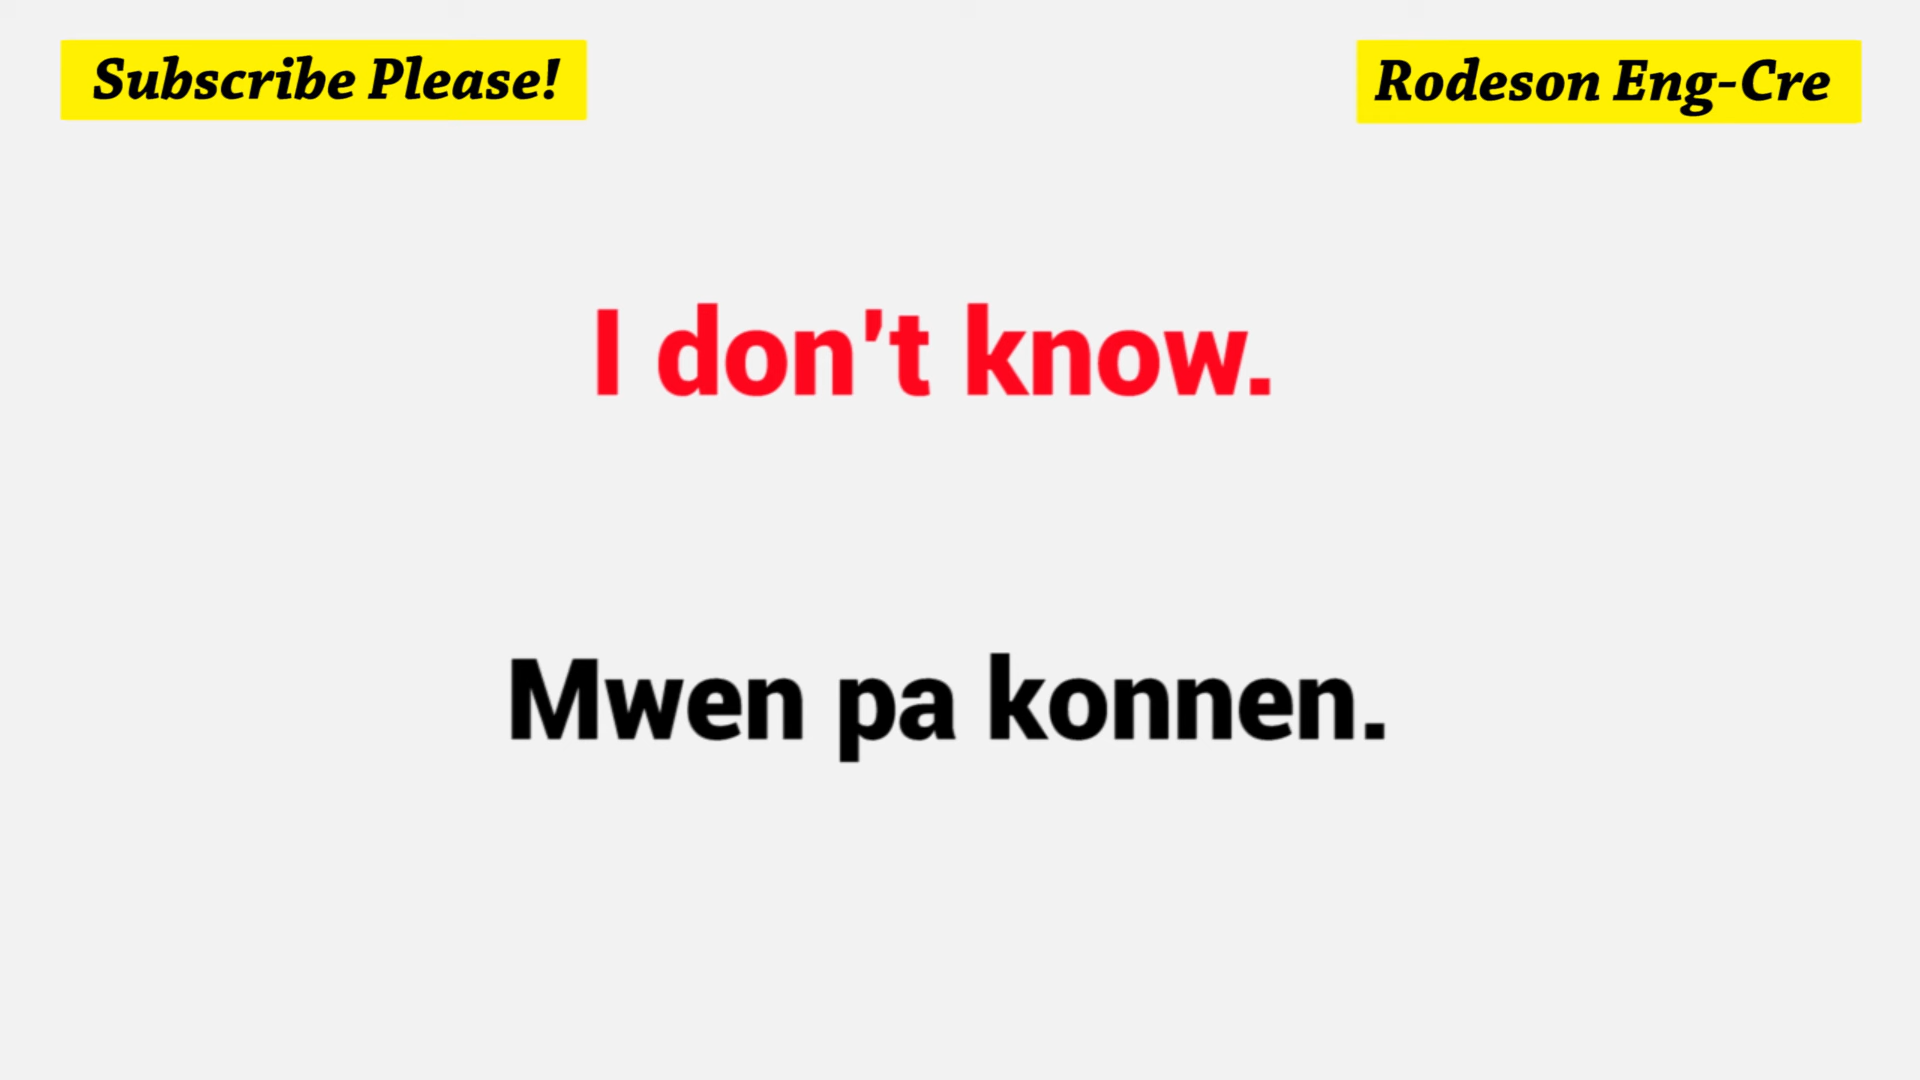 Subscribe Please!
Rodeson Eng-Cre
I don't know.
Mwen pa konnen.